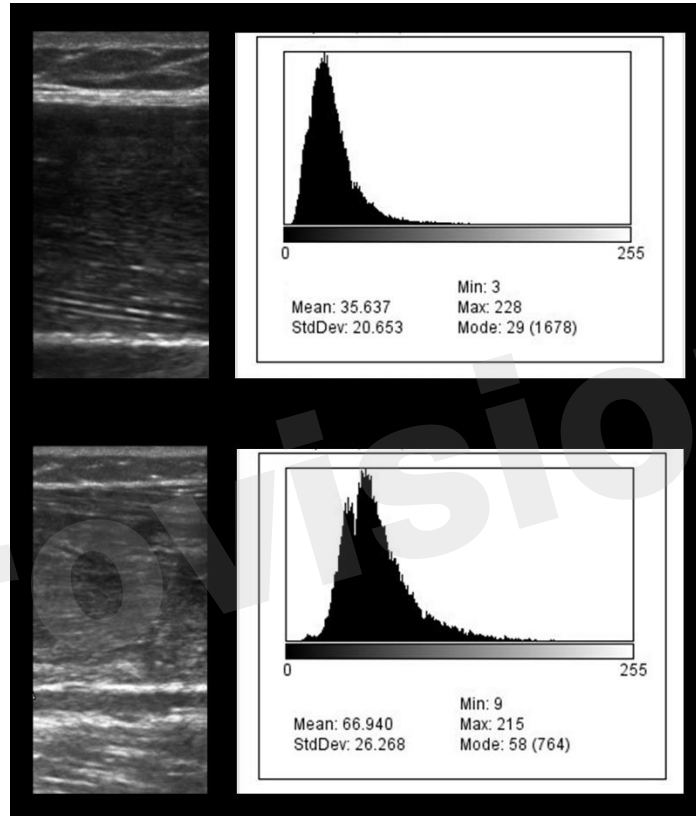 0
255
Min: 3
Mean: 35.637
Max: 228
StdDev: 20.653
Mode: 29 (1678)
0
255
Min: 9
Mean: 66.940
Max: 215
StdDev: 26.268
Mode: 58 (764)